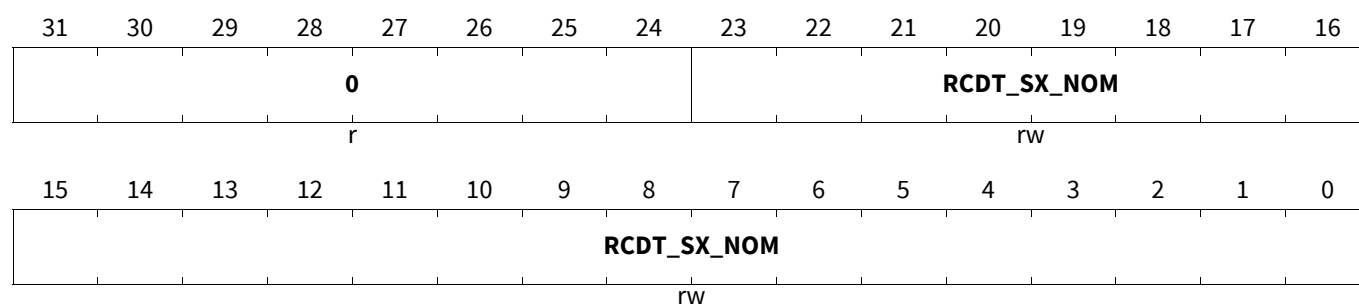 31 30 29 28 27 26 25 24 23 22 21 20 19 18 17 16
0 RCDT_SX_NOM
r rw
15 14 13 12 11 10 9 8 7 6 5 4 3 2 1 0
RCDT_SX_NOM
rw